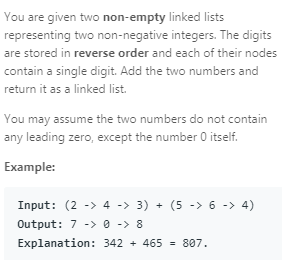 You are given two non-empty linked lists
representing two non-negative integers. The digits
are stored in reverse order and each of their nodes
contain a single digit. Add the two numbers and
return it as a linked list.
You may assume the two numbers do not contain
any leading zero, except the number 0 itself.
Example:
Input: (2 -> 4 -> 3) + (5 -> 6 -> 4)
Output: 7 -> 0 -> 8
Explanation: 342 + 465 = 807.